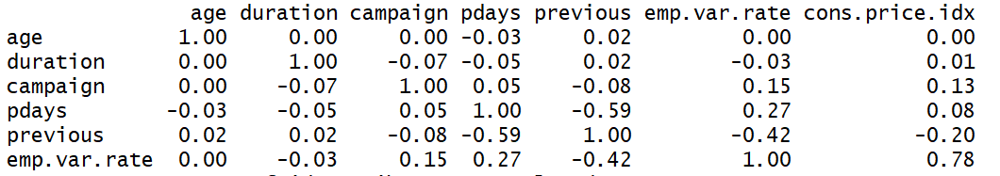 age duration campaign pdays previous emp.var.rate cons.price.idx
age 1.00 0.00 0.00 -0.03 0.02 0.00 0.00
duration 0.00 1.00 -0.07 -0.05 0.02 -0.03 0.01
campaign 0.00 -0.07 1.00 0.05 -0.08 0.15 0.13
pdays -0.03 -0.05 0.05 1.00 -0.59 0.27 0.08
previous 0.02 0.02 -0.08 -0.59 1.00 -0.42 -0.20
emp.var.rate 0.00 -0.03 0.15 0.27 -0.42 1.00 0.78